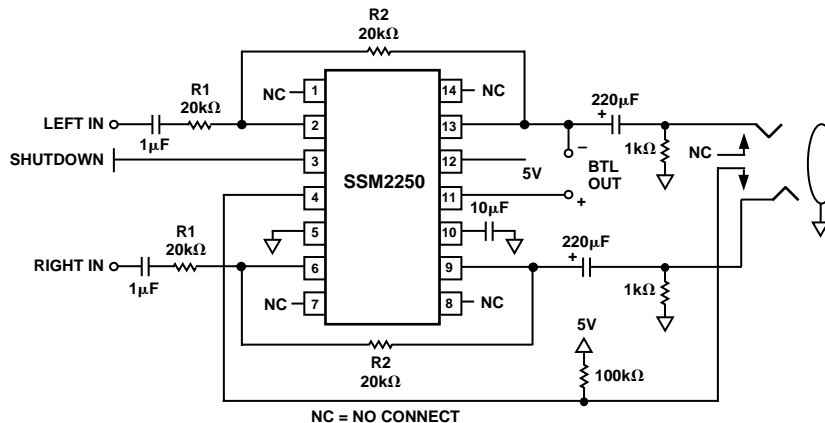 R2
20kΩ
R1
20kΩ
NC
1
14
NC
220µF
+
LEFT IN
1µF
2
13
1kΩ
NC
–
BTL
OUT
+
SHUTDOWN
3
12
5V
SSM2250
4
11
10µF
R1
20kΩ
5
10
220µF
+
RIGHT IN
1µF
6
9
1kΩ
NC
7
8
NC
5V
R2
20kΩ
100kΩ
NC = NO CONNECT